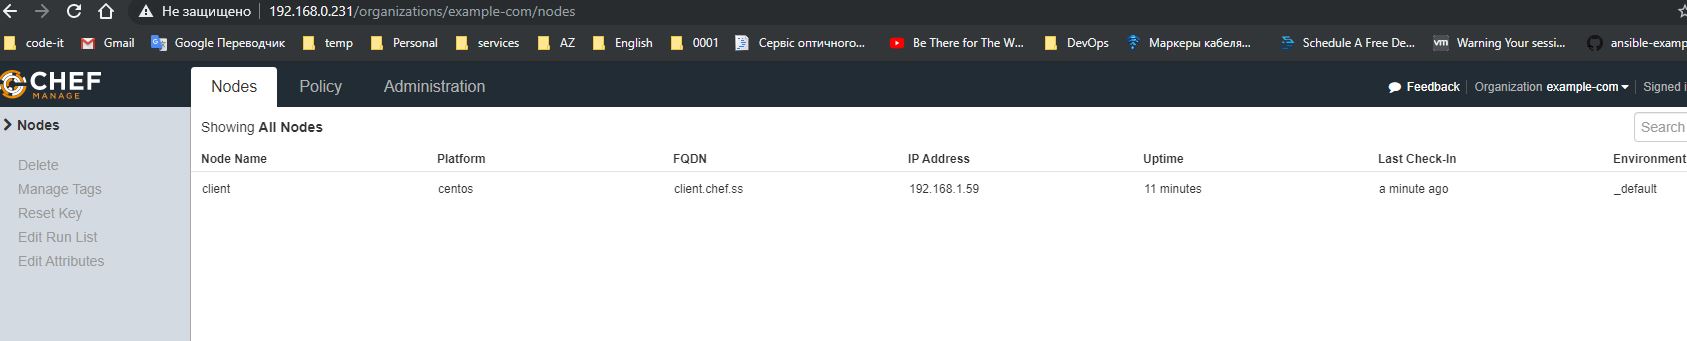 Не защищено 192.168.0.231/organizations/example-com/nodes
code-it Gmail Google Переводчик temp Personal services AZ English 0001 Сервіс оптичного... Be There for The W... DevOps Маркеры кабеля... Schedule A Free De... Warning Your sessi... ansible-examp
CHEF MANAGE Nodes Policy Administration Feedback Organization example-com Signed i
Nodes Showing All Nodes Search
Node Name Platform FQDN IP Address Uptime Last Check-In Environment
Delete
Manage Tags client centos client.chef.ss 192.168.1.59 11 minutes a minute ago _default
Reset Key
Edit Run List
Edit Attributes